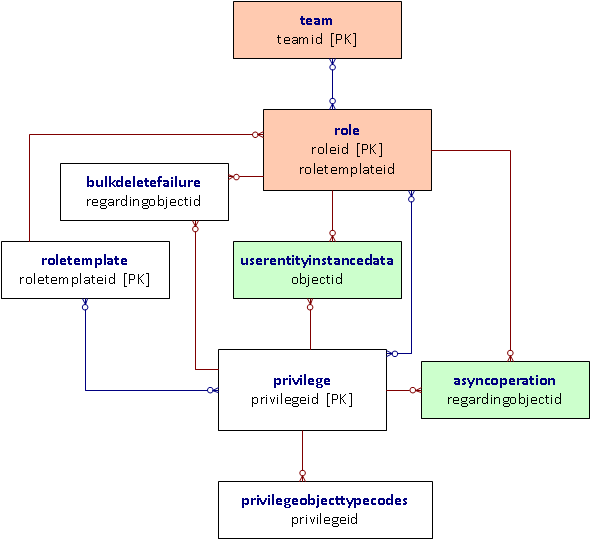 team
teamid [PK]
role
roleid [PK]
roletemplateid
bulkdeletefailure
regardingobjectid
roletemplate
roletemplateid [PK]
userentityinstancedata
objectid
privilege
privilegeid [PK]
asyncoperation
regardingobjectid
privilegeobjecttypecodes
privilegeid